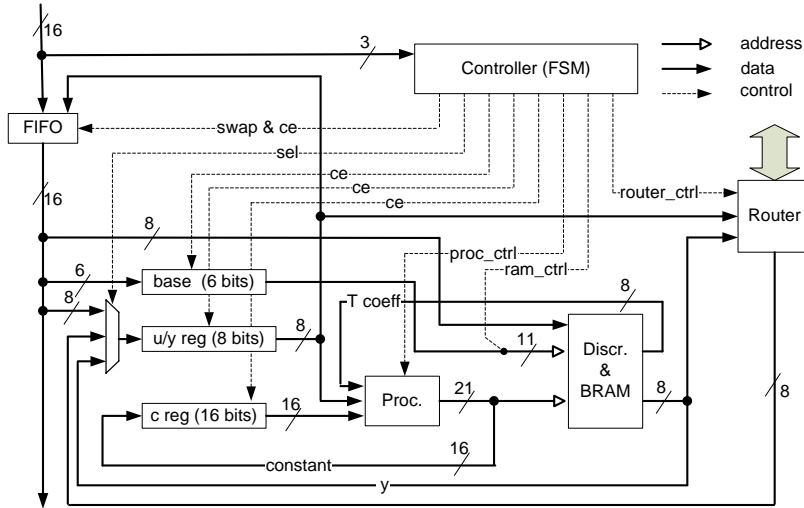 16
3
Controller (FSM)
address
data
control
FIFO
swap & ce
sel
ce
ce
ce
16
8
router_ctrl
Router
proc_ctrl
ram_ctrl
6
base (6 bits)
8
T coeff
8
u/y reg (8 bits)
8
11
Discr.
&
BRAM
c reg (16 bits)
16
Proc.
21
8
8
constant
16
y